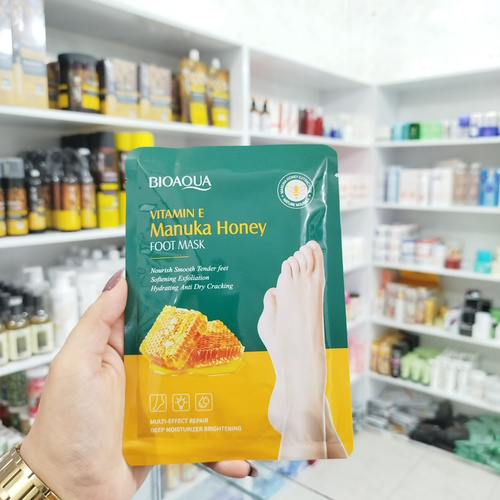 BIOAQUA
VITAMIN E
Manuka Honey
FOOT MASK
Nourish Smooth Tender feet
Softening Exfoliation
Hydrating Anti Dry Cracking
MULTI-EFFECT REPAIR
DEEP MOISTURIZER BRIGHTENING